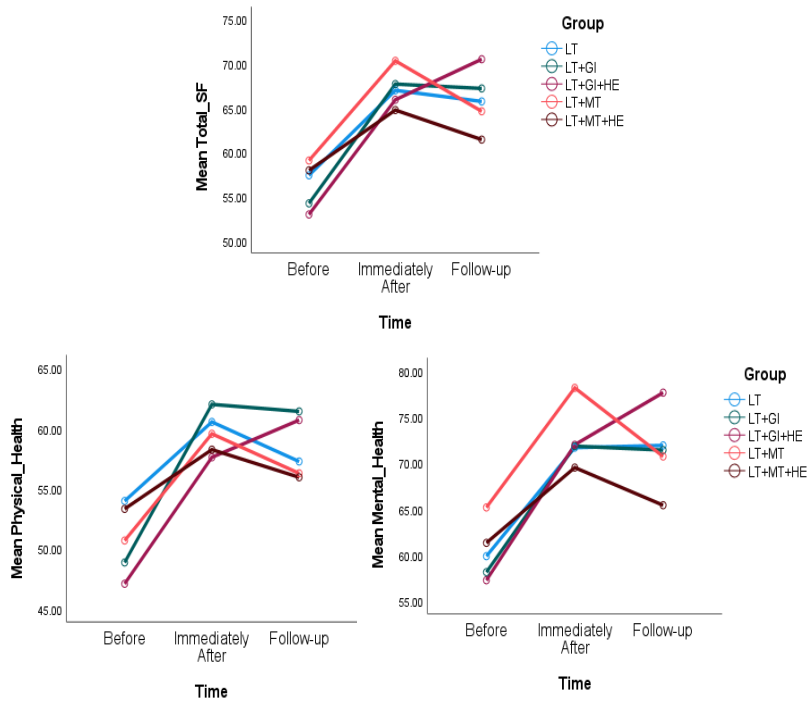 Mean Total_SF
75.00
70.00
65.00
60.00
55.00
50.00
Before
Immediately
After
Follow-up
Time
Group
LT
LT+GI
LT+GI+HE
LT+MT
LT+MT+HE
Mean Physical_Health
65.00
60.00
55.00
50.00
45.00
Before
Immediately
After
Follow-up
Time
Mean Mental_Health
80.00
75.00
70.00
65.00
60.00
55.00
Before
Immediately
After
Follow-up
Time
Group
LT
LT+GI
LT+GI+HE
LT+MT
LT+MT+HE